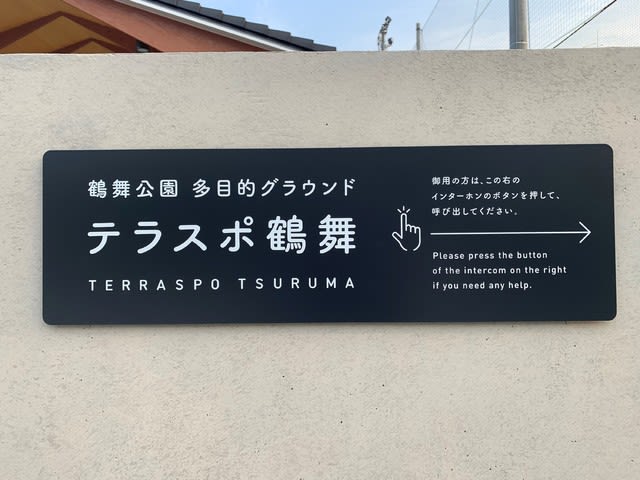 鶴舞公園 多目的グラウンド
テラスポ鶴舞
TERRASPO TSURUMA
御用の方は、この右の
インターホンのボタンを押して、
呼び出してください。
Please press the button
of the intercom on the right
if you need any help.